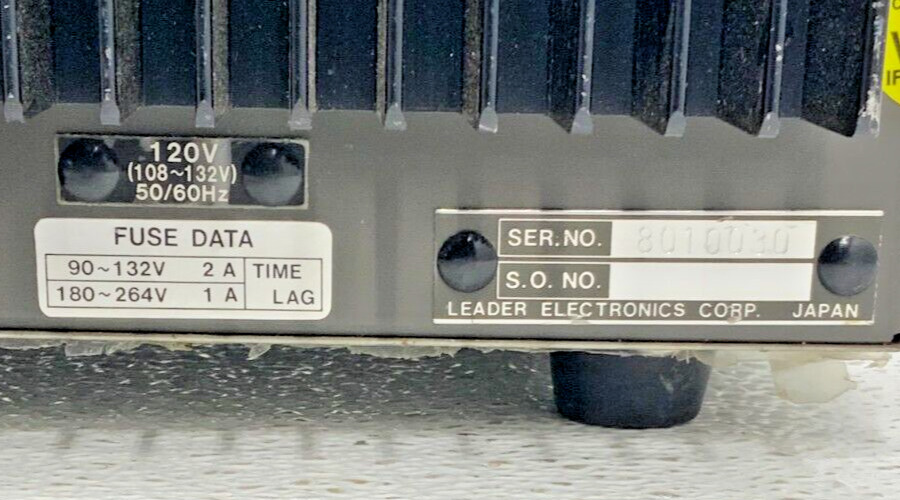 120V
(108~132V)
50/60Hz
FUSE DATA
90~132V 2 A TIME
180~264V 1 A LAG
SER.NO. 8010030
S.O. NO.
LEADER ELECTRONICS CORP. JAPAN